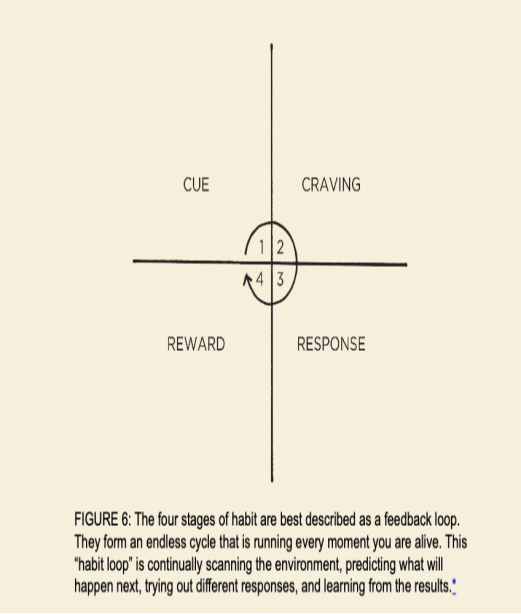 CUE CRAVING
1 2
4 3
REWARD RESPONSE
FIGURE 6: The four stages of habit are best described as a feedback loop.
They form an endless cycle that is running every moment you are alive. This
“habit loop” is continually scanning the environment, predicting what will
happen next, trying out different responses, and learning from the results.*